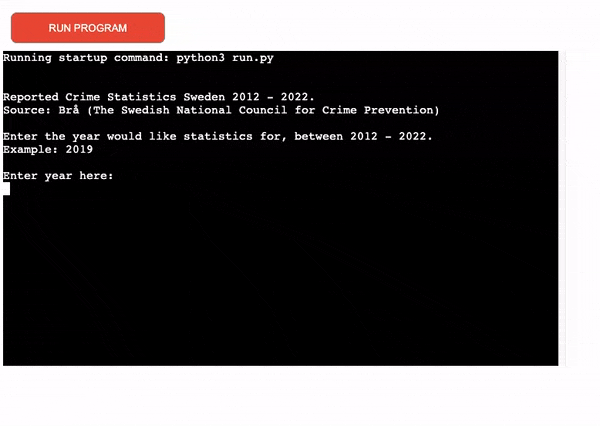 RUN PROGRAM
Running startup command: python3 run.py
Reported Crime Statistics Sweden 2012 - 2022.
Source: Brå (The Swedish National Council for Crime Prevention)
Enter the year would like statistics for, between 2012 - 2022.
Example: 2019
Enter year here: